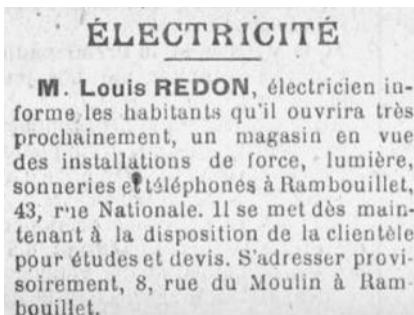 ÉLECTRICITÉ
M. Louis REDON, électricien in-
forme les habitants qu'il ouvrira très
prochainement, un magasin en vue
des installations de force, lumière,
sonneries et téléphones à Rambouillet,
43, rue Nationale. Il se met dès main-
tenant à la disposition de la clientèle
pour études et devis. S'adresser provi-
soirement, 8, rue du Moulin à Ram-
bouillet.